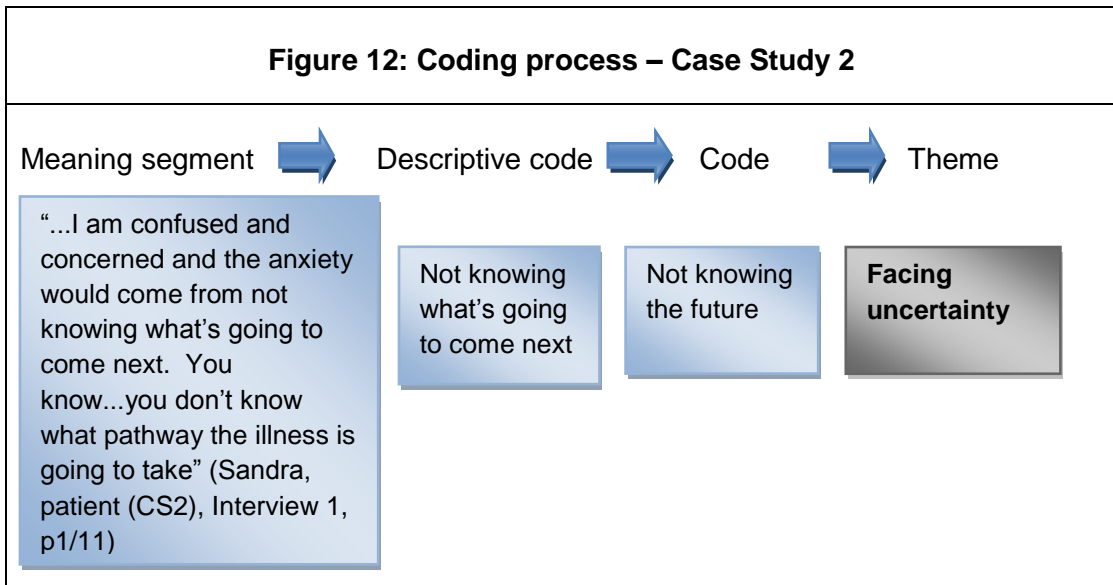 Figure 12: Coding process – Case Study 2
Meaning segment
Descriptive code
Code
Theme
“...I am confused and
concerned and the anxiety
would come from not
knowing what’s going to
come next.  You
know...you don’t know
what pathway the illness is
going to take” (Sandra,
patient (CS2), Interview 1,
p1/11)
Not knowing
what’s going
to come next
Not knowing
the future
Facing
uncertainty